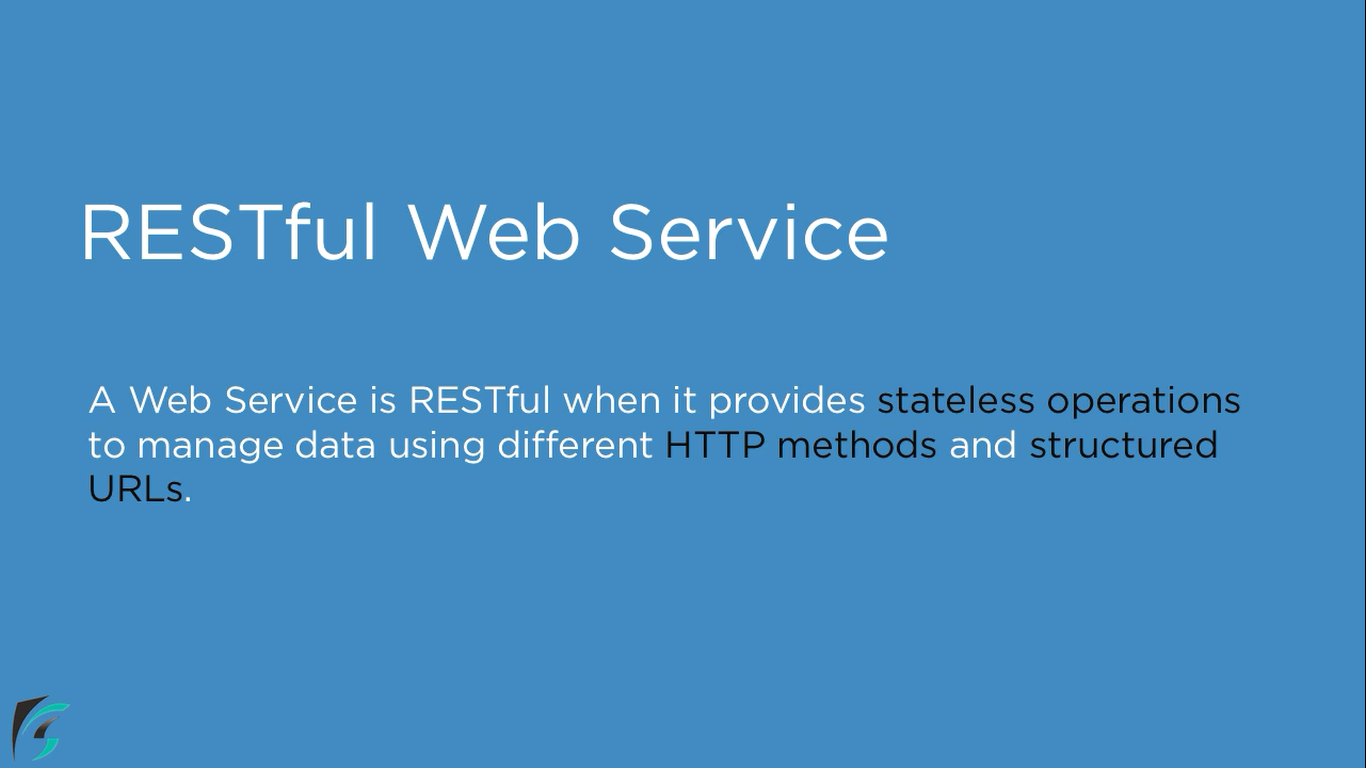 RESTful Web Service
A Web Service is RESTful when it provides stateless operations
to manage data using different HTTP methods and structured
URLs.